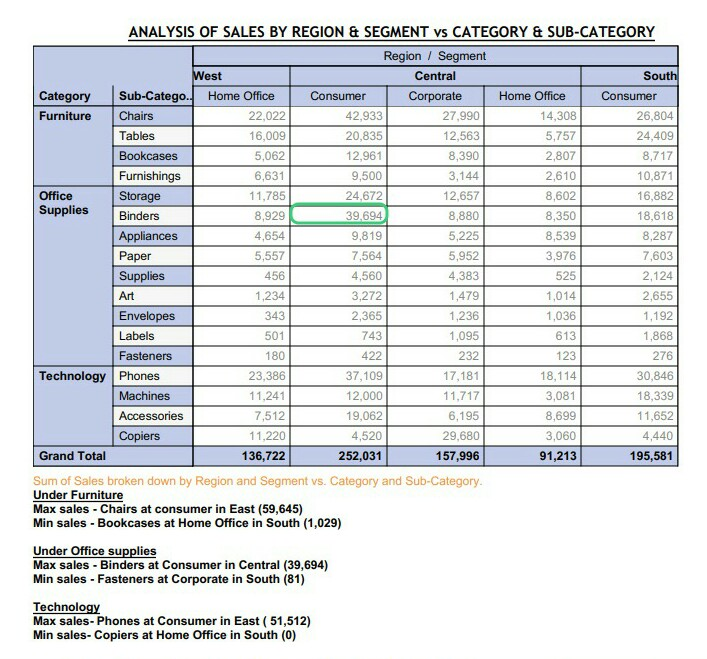 ANALYSIS OF SALES BY REGION & SEGMENT vs CATEGORY & SUB-CATEGORY
Region / Segment
West Central South
Category Sub-Catego.. Home Office Consumer Corporate Home Office Consumer
Furniture Chairs 22,022 42,933 27,990 14,308 26,804
Tables 16,009 20,835 12,563 5,757 24,409
Bookcases 5,062 12,961 8,390 2,807 8,717
Furnishings 6,631 9,500 3,144 2,610 10,871
Office Supplies Storage 11,785 24,672 12,657 8,602 16,882
Binders 8,929 39,694 8,880 8,350 18,618
Appliances 4,654 9,819 5,225 8,539 8,287
Paper 5,557 7,564 5,952 3,976 7,603
Supplies 456 4,560 4,383 525 2,124
Art 1,234 3,272 1,479 1,014 2,655
Envelopes 343 2,365 1,236 1,036 1,192
Labels 501 743 1,095 613 1,868
Fasteners 180 422 232 123 276
Technology Phones 23,386 37,109 17,181 18,114 30,846
Machines 11,241 12,000 11,717 3,081 18,339
Accessories 7,512 19,062 6,195 8,699 11,652
Copiers 11,220 4,520 29,680 3,060 4,440
Grand Total 136,722 252,031 157,996 91,213 195,581
Sum of Sales broken down by Region and Segment vs. Category and Sub-Category.
Under Furniture
Max sales - Chairs at consumer in East (59,645)
Min sales - Bookcases at Home Office in South (1,029)
Under Office supplies
Max sales - Binders at Consumer in Central (39,694)
Min sales - Fasteners at Corporate in South (81)
Technology
Max sales- Phones at Consumer in East ( 51,512)
Min sales- Copiers at Home Office in South (0)